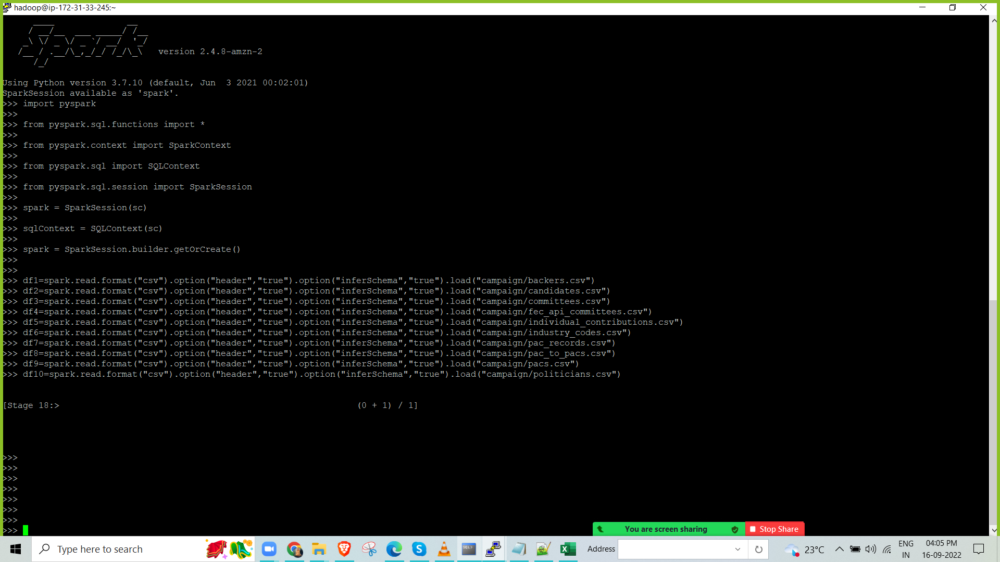 hadoop@ip-172-31-33-245:~
      ____              __
     / __/__  ___ _____/ /__
    _\ \/ _ \/ _ `/ __/  '_/
   /__ / .__/\_,_/_/ /_/\_\   version 2.4.8-amzn-2
      /_/
Using Python version 3.7.10 (default, Jun  3 2021 00:02:01)
SparkSession available as 'spark'.
>>> import pyspark
>>>
>>> from pyspark.sql.functions import *
>>>
>>> from pyspark.context import SparkContext
>>>
>>> from pyspark.sql import SQLContext
>>>
>>> from pyspark.sql.session import SparkSession
>>>
>>> spark = SparkSession(sc)
>>>
>>> sqlContext = SQLContext(sc)
>>>
>>> spark = SparkSession.builder.getOrCreate()
>>>
>>>
>>> df1=spark.read.format("csv").option("header","true").option("inferSchema","true").load("campaign/backers.csv")
>>> df2=spark.read.format("csv").option("header","true").option("inferSchema","true").load("campaign/candidates.csv")
>>> df3=spark.read.format("csv").option("header","true").option("inferSchema","true").load("campaign/committees.csv")
>>> df4=spark.read.format("csv").option("header","true").option("inferSchema","true").load("campaign/fec_api_committees.csv")
>>> df5=spark.read.format("csv").option("header","true").option("inferSchema","true").load("campaign/individual_contributions.csv")
>>> df6=spark.read.format("csv").option("header","true").option("inferSchema","true").load("campaign/industry_codes.csv")
>>> df7=spark.read.format("csv").option("header","true").option("inferSchema","true").load("campaign/pac_records.csv")
>>> df8=spark.read.format("csv").option("header","true").option("inferSchema","true").load("campaign/pac_to_pacs.csv")
>>> df9=spark.read.format("csv").option("header","true").option("inferSchema","true").load("campaign/pacs.csv")
>>> df10=spark.read.format("csv").option("header","true").option("inferSchema","true").load("campaign/politicians.csv")
[Stage 18:>                                                         (0 + 1) / 1]
>>>
>>>
>>>
>>>
>>>
>>>
>>>
>>>
You are screen sharing
Stop Share
Type here to search
SQL>
Address
23°C
ENG
IN
04:05 PM
16-09-2022